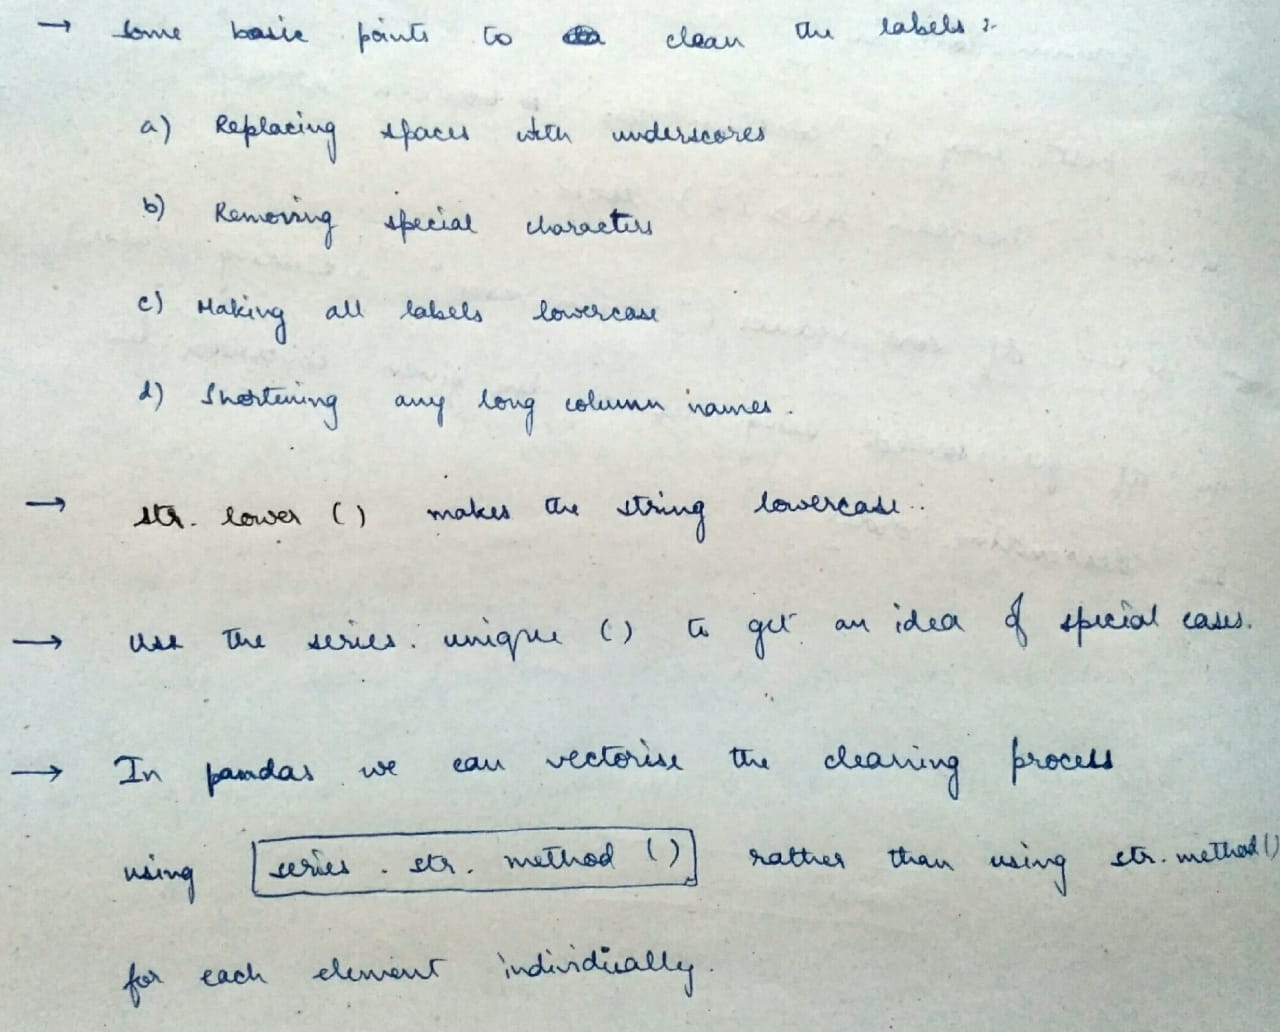 → Some basic points to clean the labels :-
a) Replacing spaces with underscores
b) Removing special characters
c) Making all labels lowercase
d) Shortening any long column names.
→ str. lower () makes the string lowercase..
→ use the series. unique () to get an idea of special cases.
→ In pandas we can vectorise the cleaning process
using series . str. method () rather than using str. method ()
for each element individually.